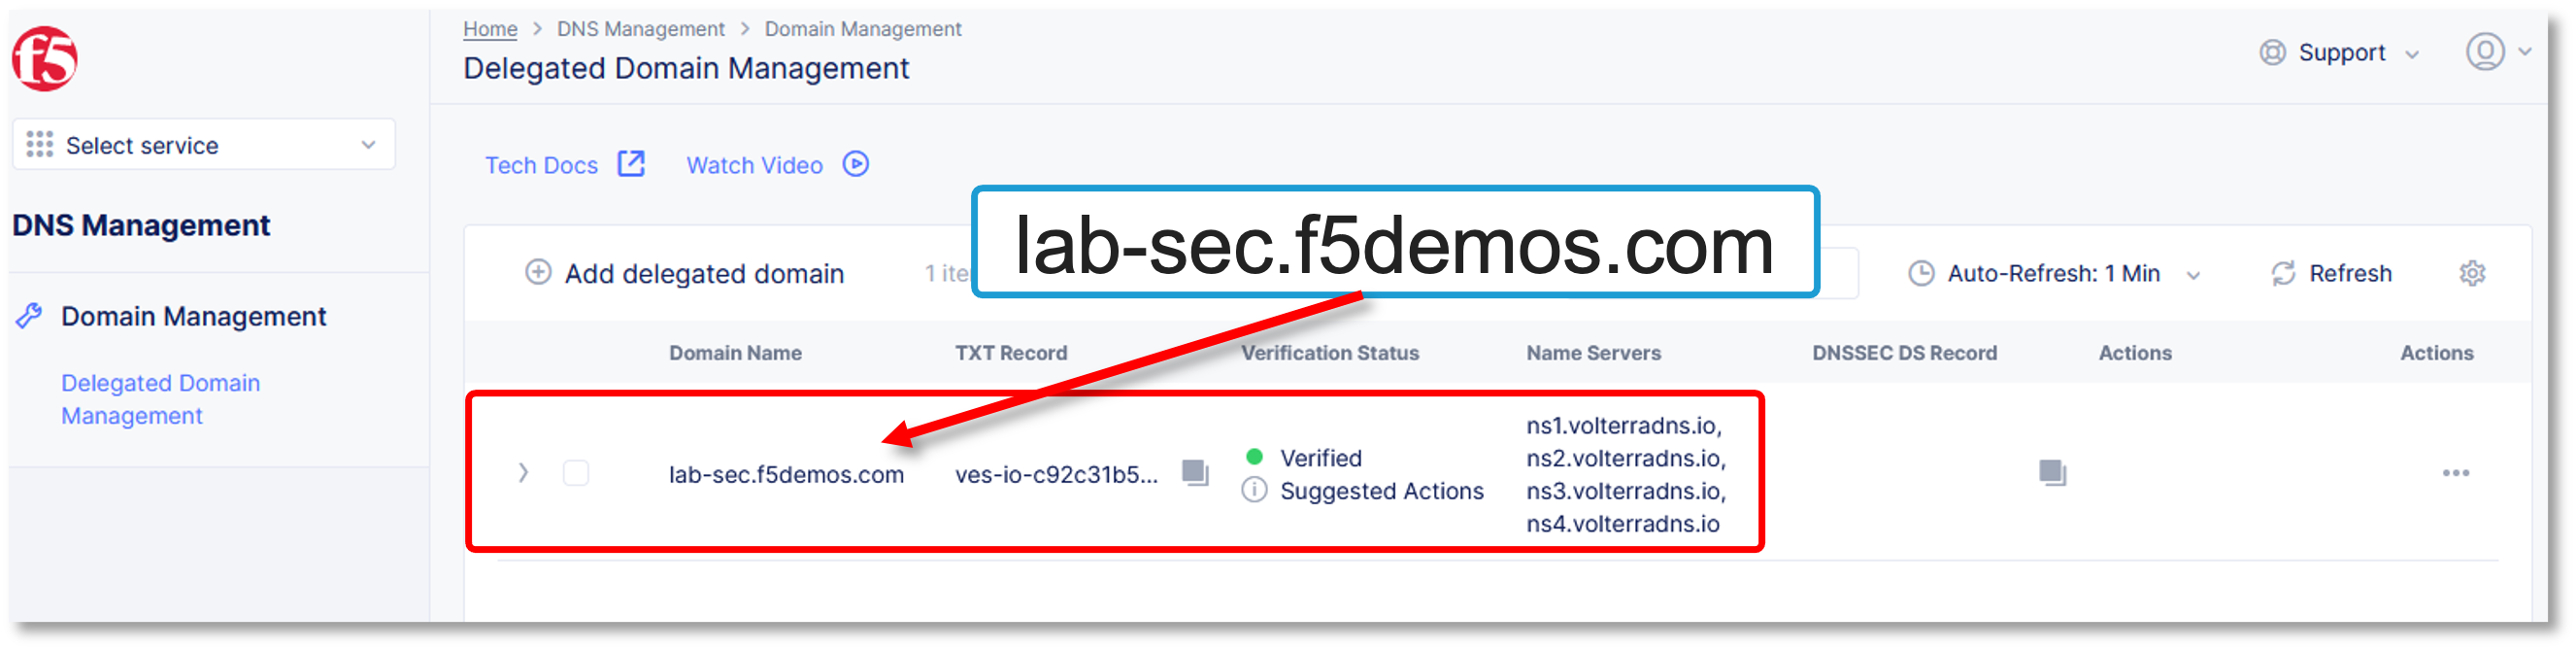 f5
Home > DNS Management > Domain Management
Delegated Domain Management
Support
Select service
Tech Docs
Watch Video
DNS Management
lab-sec.f5demos.com
Add delegated domain
1 ite
Auto-Refresh: 1 Min
Refresh
Domain Management
Delegated Domain
Management
Domain Name TXT Record Verification Status Name Servers DNSSEC DS Record Actions Actions
lab-sec.f5demos.com
ves-io-c92c31b5...
Verified
Suggested Actions
ns1.volterradns.io,
ns2.volterradns.io,
ns3.volterradns.io,
ns4.volterradns.io